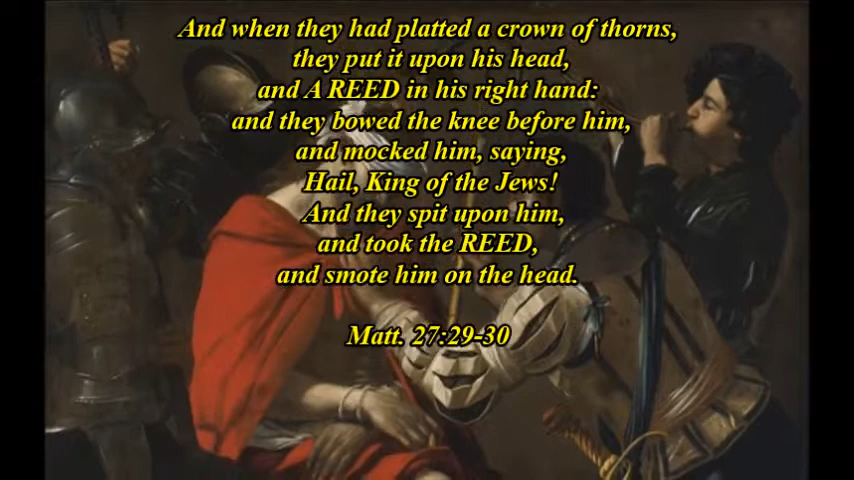 And when they had platted a crown of thorns,
they put it upon his head,
and A REED in his right hand:
and they bowed the knee before him,
and mocked him, saying,
Hail, King of the Jews!
And they spit upon him,
and took the REED,
and smote him on the head.
Matt. 27:29-30